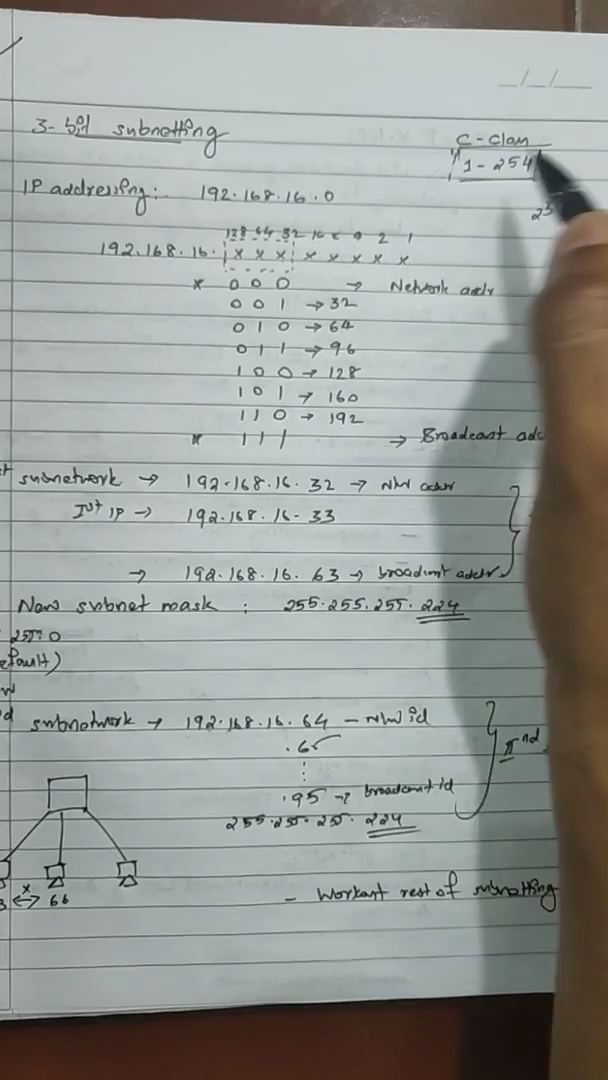 3-bit subnetting
C-Class
1-254
IP addressing:- 192.168.16.0
128 64 32 16 8 4 2 1
192.168.16. x x x x x x x x
* 0 0 0 → Network addr
0 0 1 → 32
0 1 0 → 64
0 1 1 → 96
1 0 0 → 128
1 0 1 → 160
1 1 0 → 192
* 1 1 1 → Broadcast add
subnetwork → 192.168.16.32 → N/W addr
Ist IP → 192.168.16-33
→ 192.168.16.63 → broadcast addr.
New subnet mask : 255.255.255.224
255.0
efault)
subnetwork → 192.168.16.64 - N/W id
.65
.95 → broadcast id
IInd
255.255.255.224
x
↔ 66
- Workout rest of subnetting